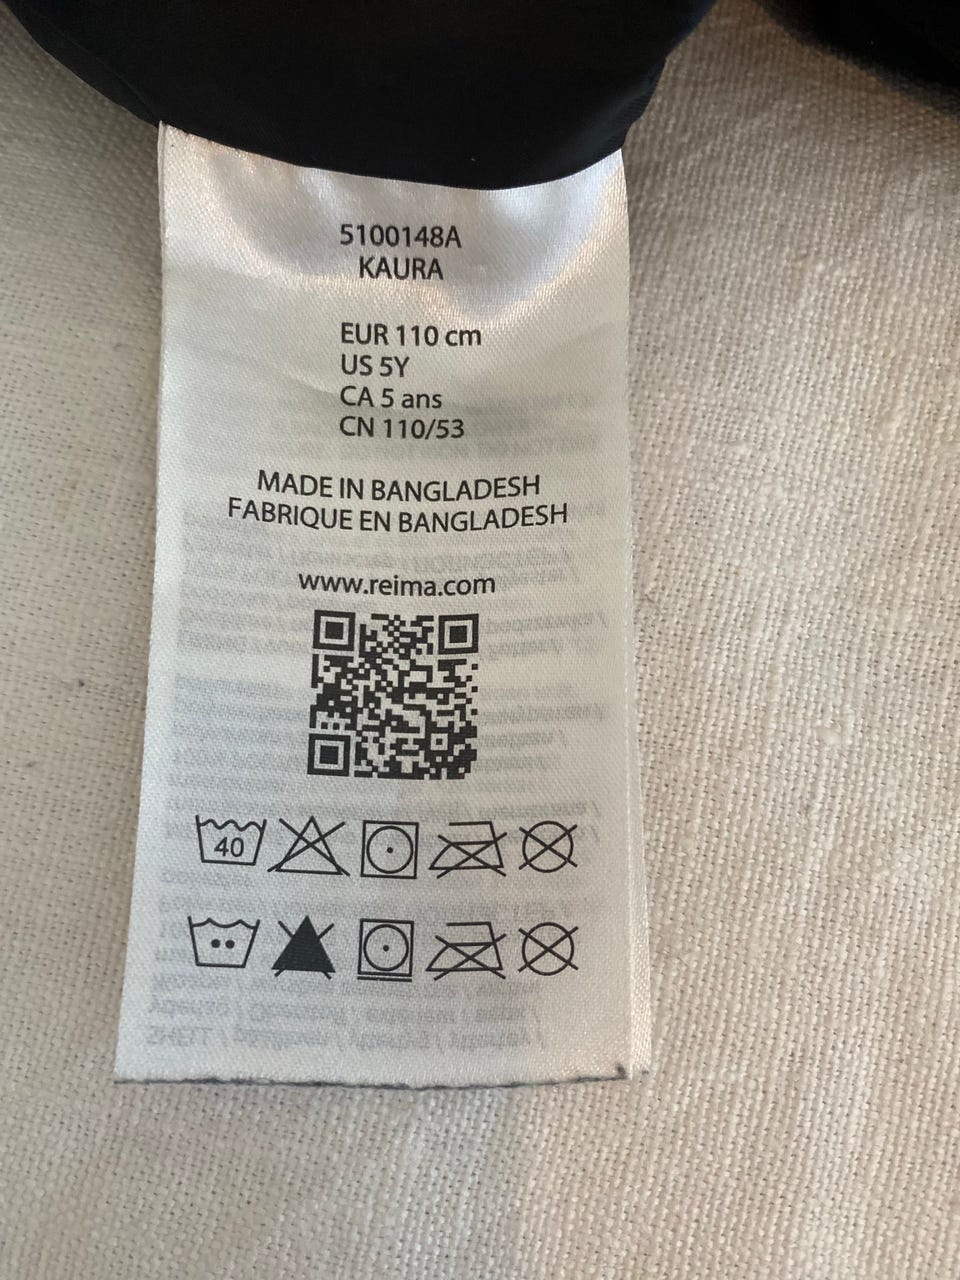 5100148A
KAURA
EUR 110 cm
US 5Y
CA 5 ans
CN 110/53
MADE IN BANGLADESH
FABRIQUE EN BANGLADESH
www.reima.com
40